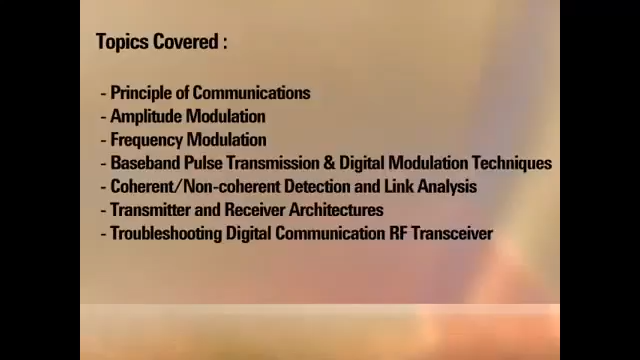 Topics Covered :
- Principle of Communications
- Amplitude Modulation
- Frequency Modulation
- Baseband Pulse Transmission & Digital Modulation Techniques
- Coherent/Non-coherent Detection and Link Analysis
- Transmitter and Receiver Architectures
- Troubleshooting Digital Communication RF Transceiver